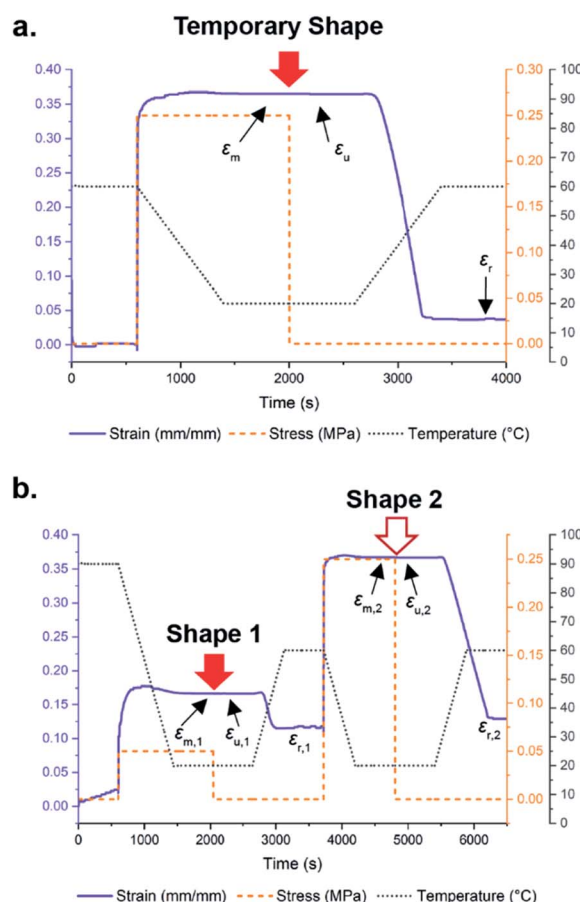 a.
Temporary Shape
0.40
0.35
0.30
0.25
0.20
0.15
0.10
0.05
0.00
εm
εu
εr
0.30
0.25
0.20
0.15
0.10
0.05
0.00
100
90
80
70
60
50
40
30
20
10
0
0 1000 2000 3000 4000
Time (s)
Strain (mm/mm) Stress (MPa) Temperature (°C)
b.
Shape 2
Shape 1
0.40
0.35
0.30
0.25
0.20
0.15
0.10
0.05
0.00
εm,2
εu,2
εm,1
εu,1
εr,1
εr,2
0.25
0.20
0.15
0.10
0.05
0.00
100
90
80
70
60
50
40
30
20
10
0
0 1000 2000 3000 4000 5000 6000
Time (s)
Strain (mm/mm) Stress (MPa) Temperature (°C)